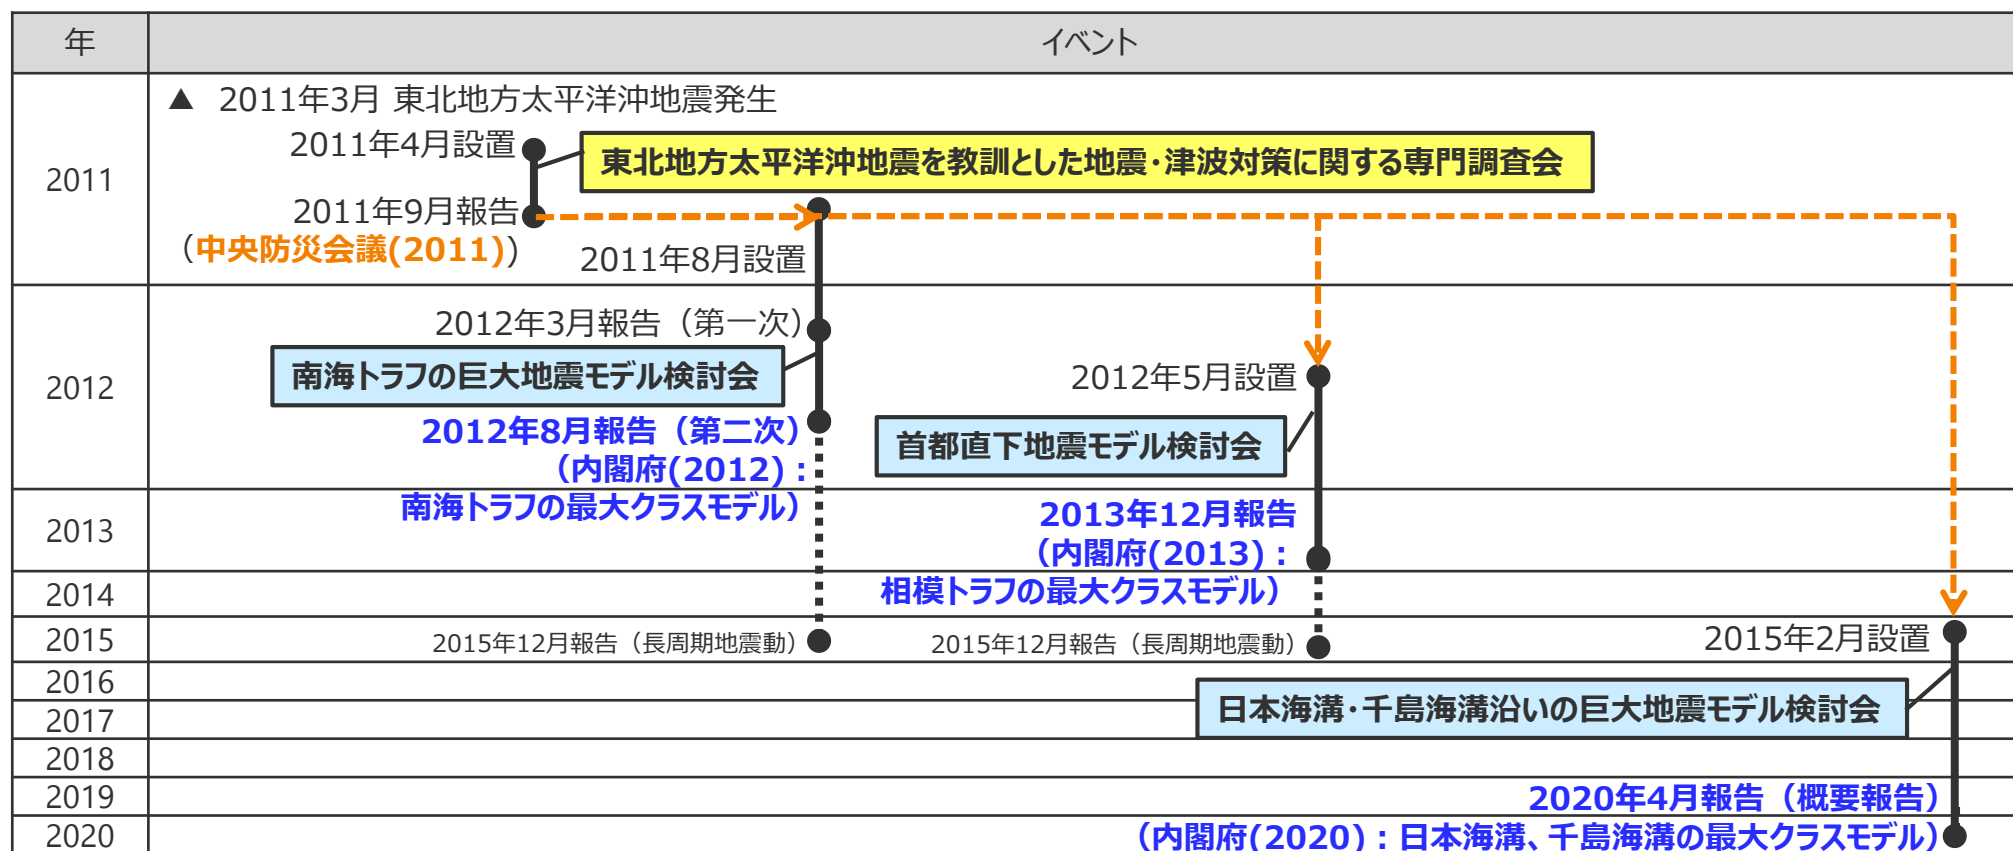 年
イベント
2011
▲ 2011年3月 東北地方太平洋沖地震発生
2011年4月設置
東北地方太平洋沖地震を教訓とした地震・津波対策に関する専門調査会
2011年9月報告
（中央防災会議(2011)）
2011年8月設置
2012
2012年3月報告（第一次）
南海トラフの巨大地震モデル検討会
2012年8月報告（第二次）
（内閣府(2012)：
南海トラフの最大クラスモデル）
2012年5月設置
首都直下地震モデル検討会
2013
2013年12月報告
（内閣府(2013)：
相模トラフの最大クラスモデル）
2014
2015
2015年12月報告（長周期地震動）
2015年12月報告（長周期地震動）
2015年2月設置
2016
日本海溝・千島海溝沿いの巨大地震モデル検討会
2017
2018
2019
2020年4月報告（概要報告）
2020
（内閣府(2020)：日本海溝、千島海溝の最大クラスモデル）